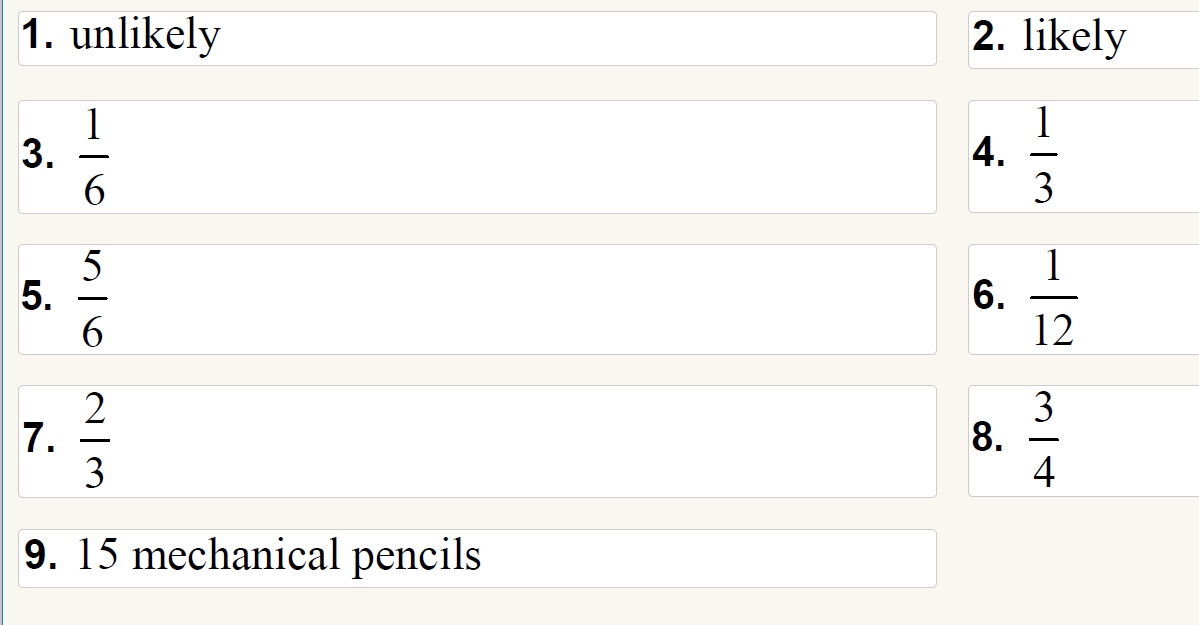 1. unlikely
2. likely
3. 1/6
4. 1/3
5. 5/6
6. 1/12
7. 2/3
8. 3/4
9. 15 mechanical pencils